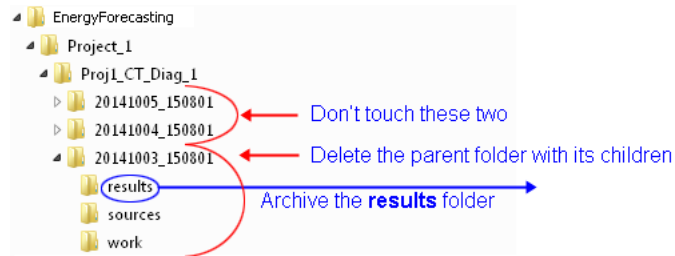 EnergyForecasting
Project_1
Proj1_CT_Diag_1
20141005_150801
Don't touch these two
20141004_150801
20141003_150801
Delete the parent folder with its children
results
Archive the results folder
sources
work